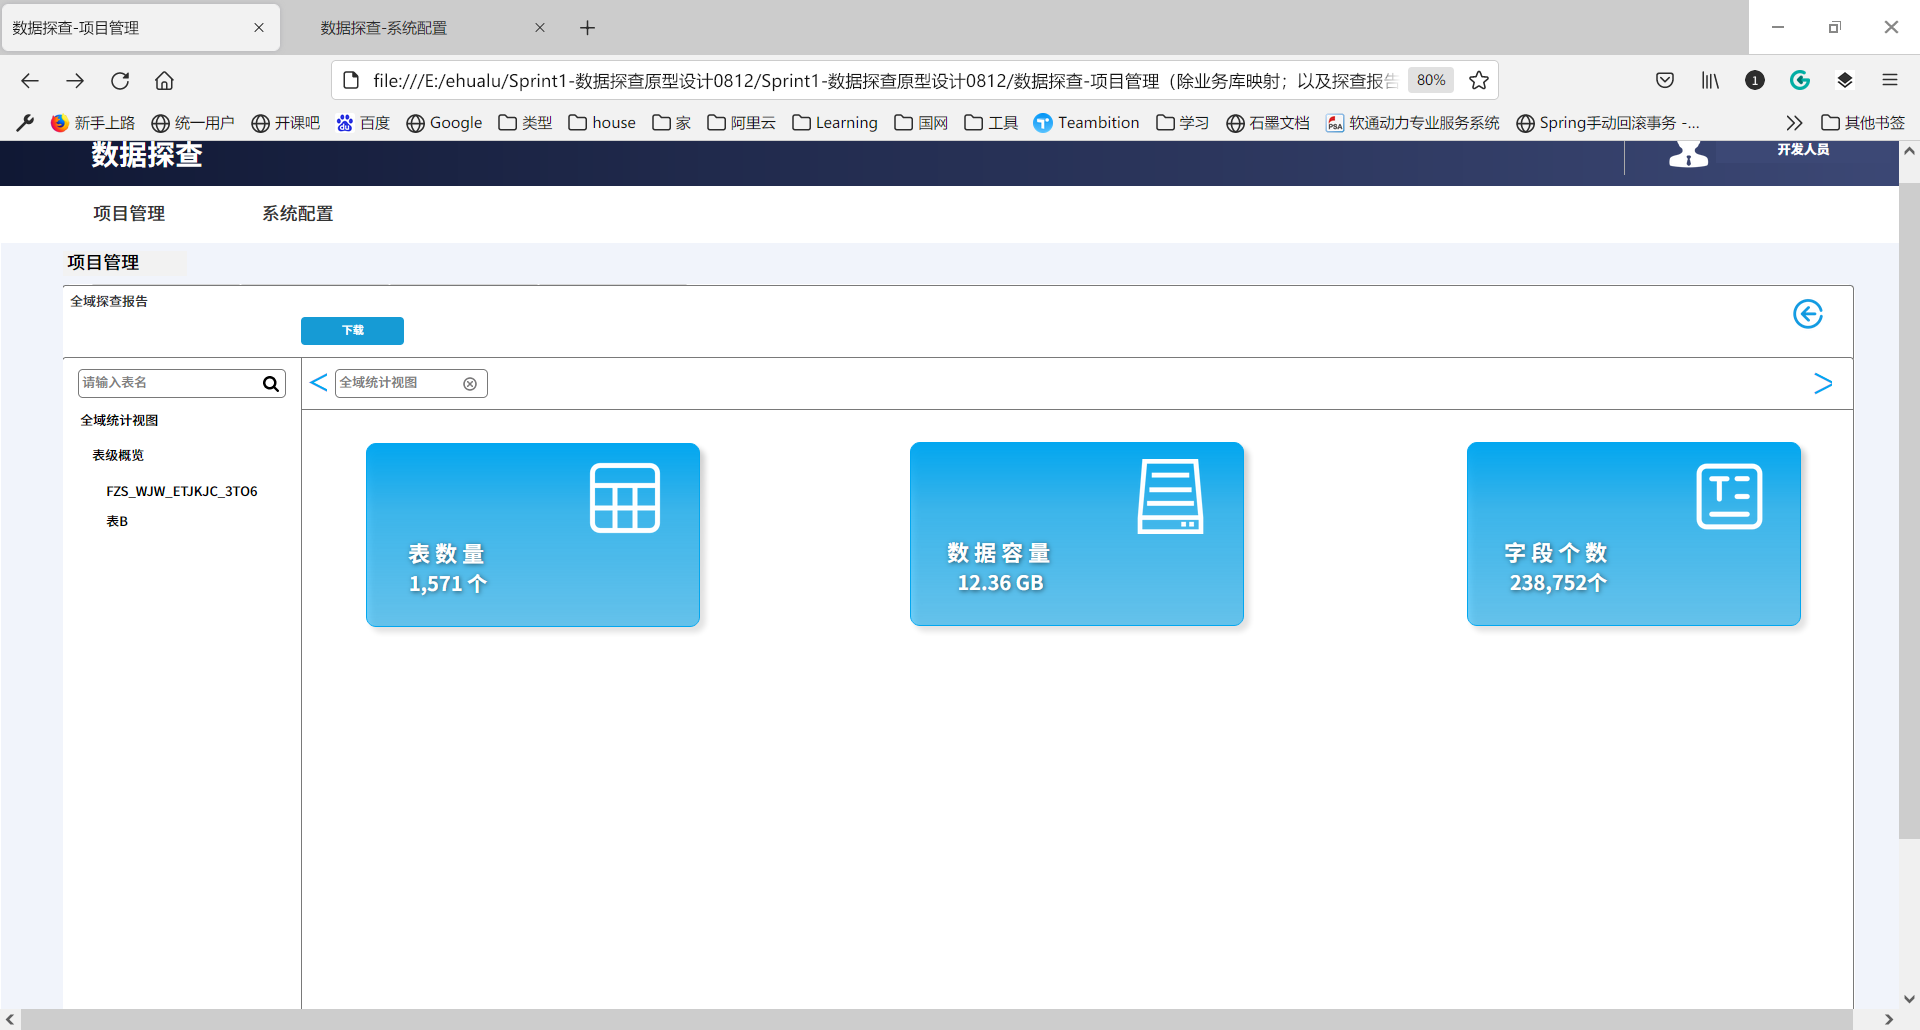 数据探查-项目管理
数据探查-系统配置
file:///E:/ehualu/Sprint1-数据探查原型设计0812/Sprint1-数据探查原型设计0812/数据探查-项目管理（除业务库映射；以及探查报告
80%
1
新手上路
统一用户
开课吧
百度
Google
类型
house
家
阿里云
Learning
国网
工具
Teambition
学习
石墨文档
软通动力专业服务系统
Spring手动回滚事务 -...
其他书签
数据探查
开发人员
项目管理
系统配置
项目管理
全域探查报告
下载
请输入表名
全域统计视图
全域统计视图
表级概览
FZS_WJW_ETJKJC_3TO6
表B
表数量
1,571 个
数据容量
12.36 GB
字段个数
238,752个